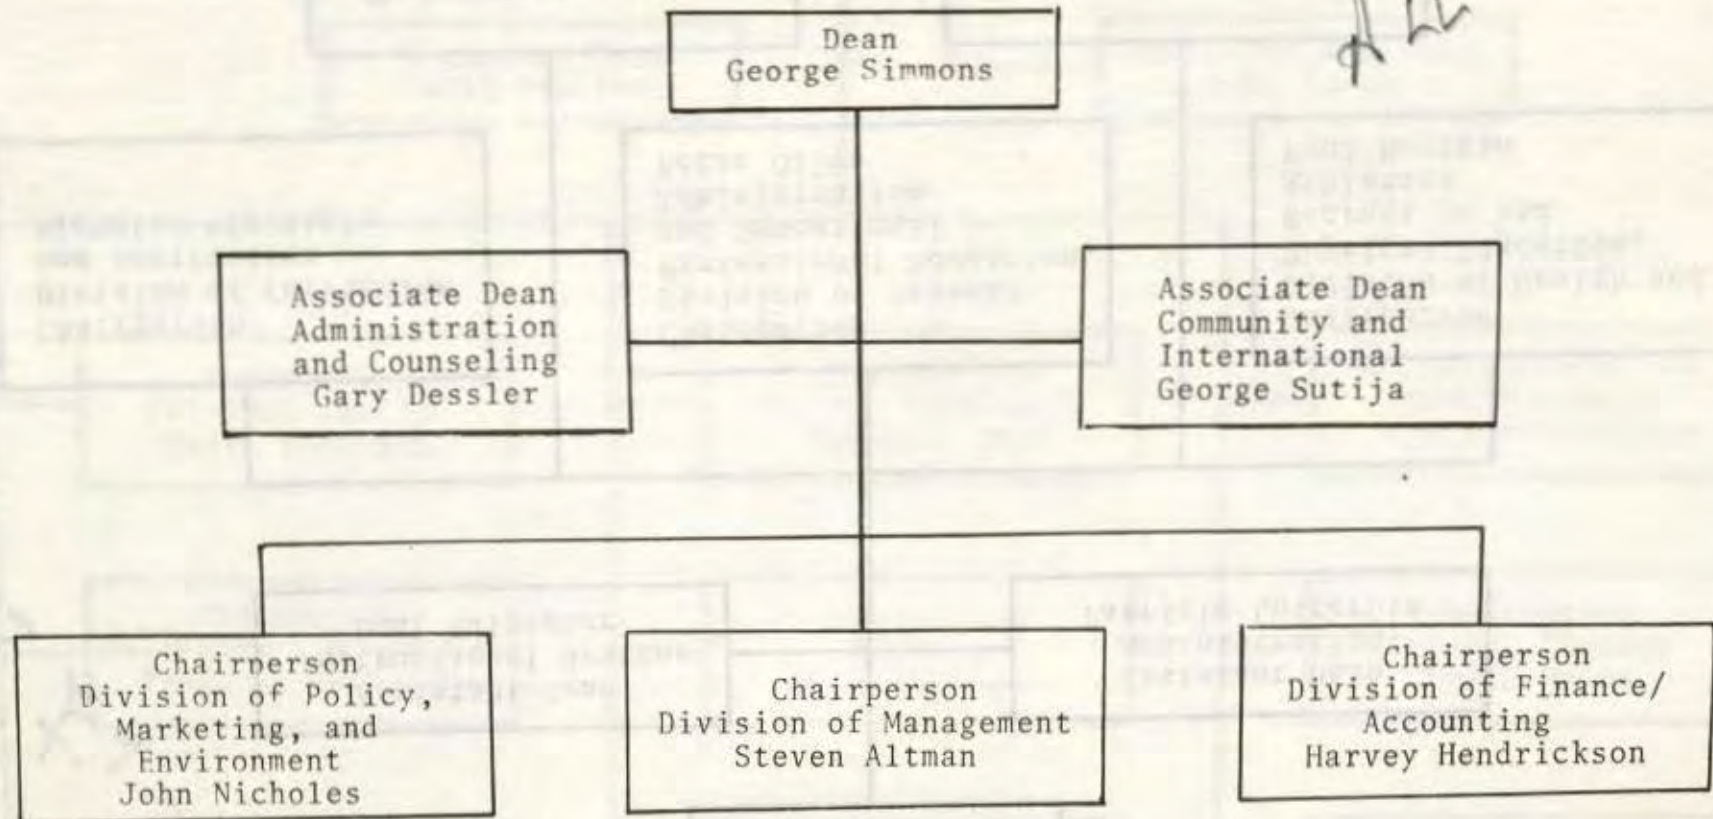 Dean
George Simmons
Associate Dean
Administration
and Counseling
Gary Dessler
Associate Dean
Community and
International
George Sutija
Chairperson
Division of Policy,
Marketing, and
Environment
John Nicholes
Chairperson
Division of Management
Steven Altman
Chairperson
Division of Finance/
Accounting
Harvey Hendrickson